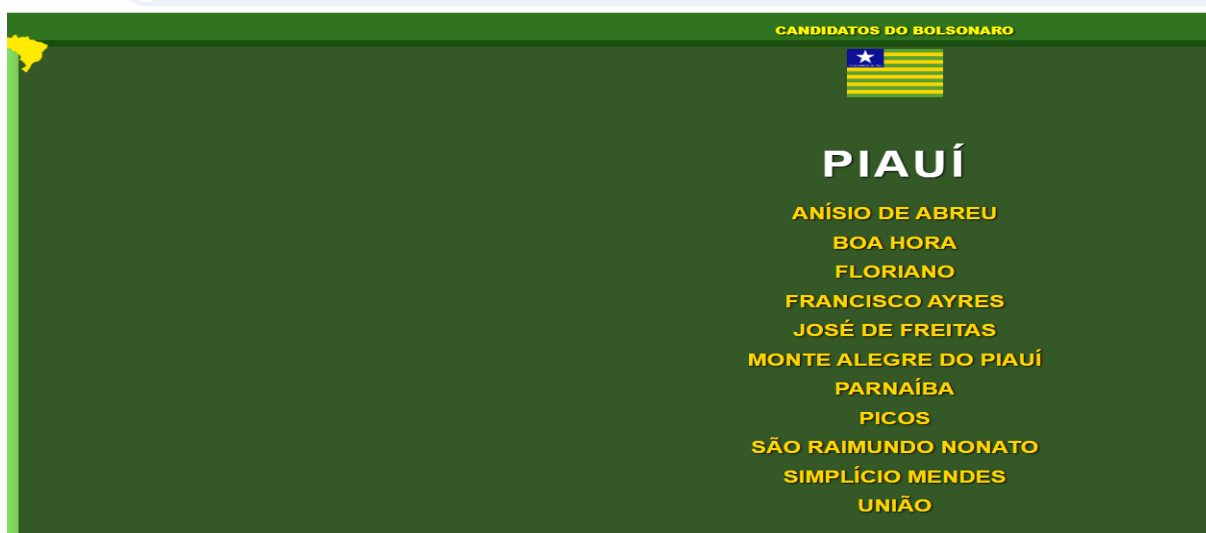 CANDIDATOS DO BOLSONARO
PIAUÍ
ANÍSIO DE ABREU
BOA HORA
FLORIANO
FRANCISCO AYRES
JOSÉ DE FREITAS
MONTE ALEGRE DO PIAUÍ
PARNAÍBA
PICOS
SÃO RAIMUNDO NONATO
SIMPLÍCIO MENDES
UNIÃO